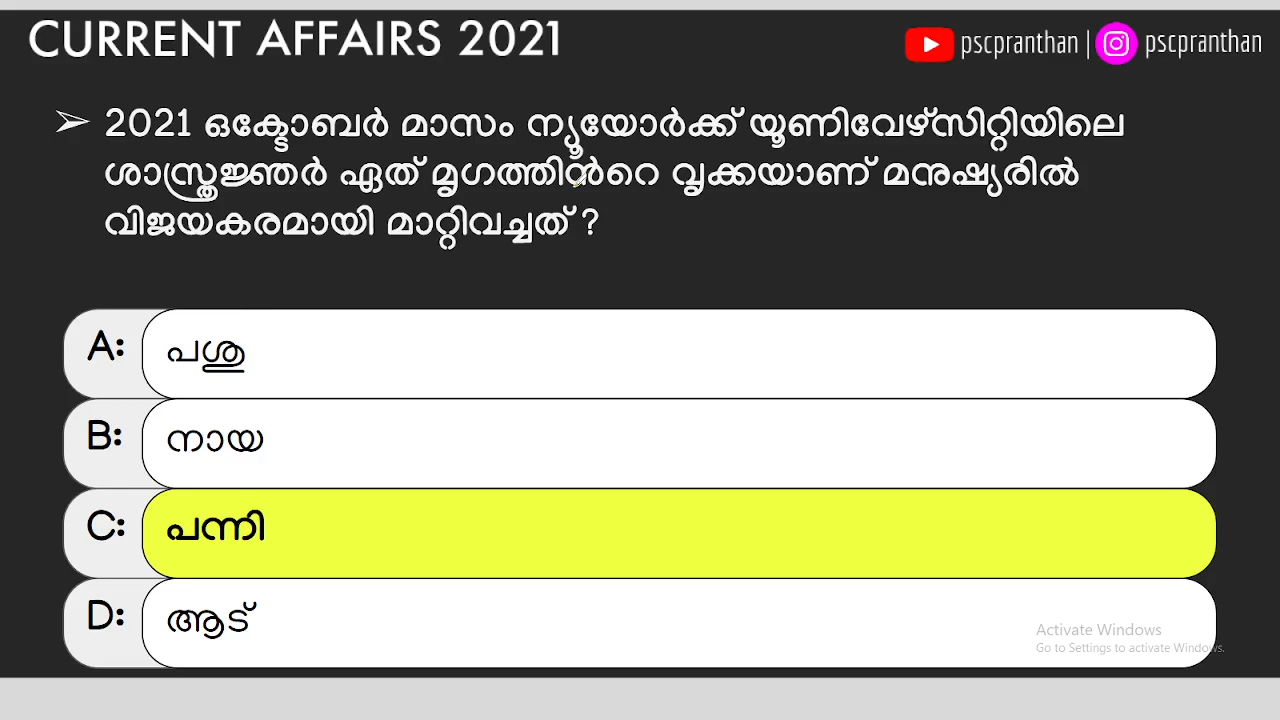 CURRENT AFFAIRS 2021
pscpranthan | pscpranthan
➢ 2021 ഒക്ടോബർ മാസം ന്യൂയോർക്ക് യൂണിവേഴ്സിറ്റിയിലെ
ശാസ്ത്രജ്ഞർ ഏത് മൃഗത്തിൻറെ വൃക്കയാണ് മനുഷ്യരിൽ
വിജയകരമായി മാറ്റിവച്ചത് ?
A: പശു
B: നായ
C: പന്നി
D: ആട്
Activate Windows
Go to Settings to activate Windows.